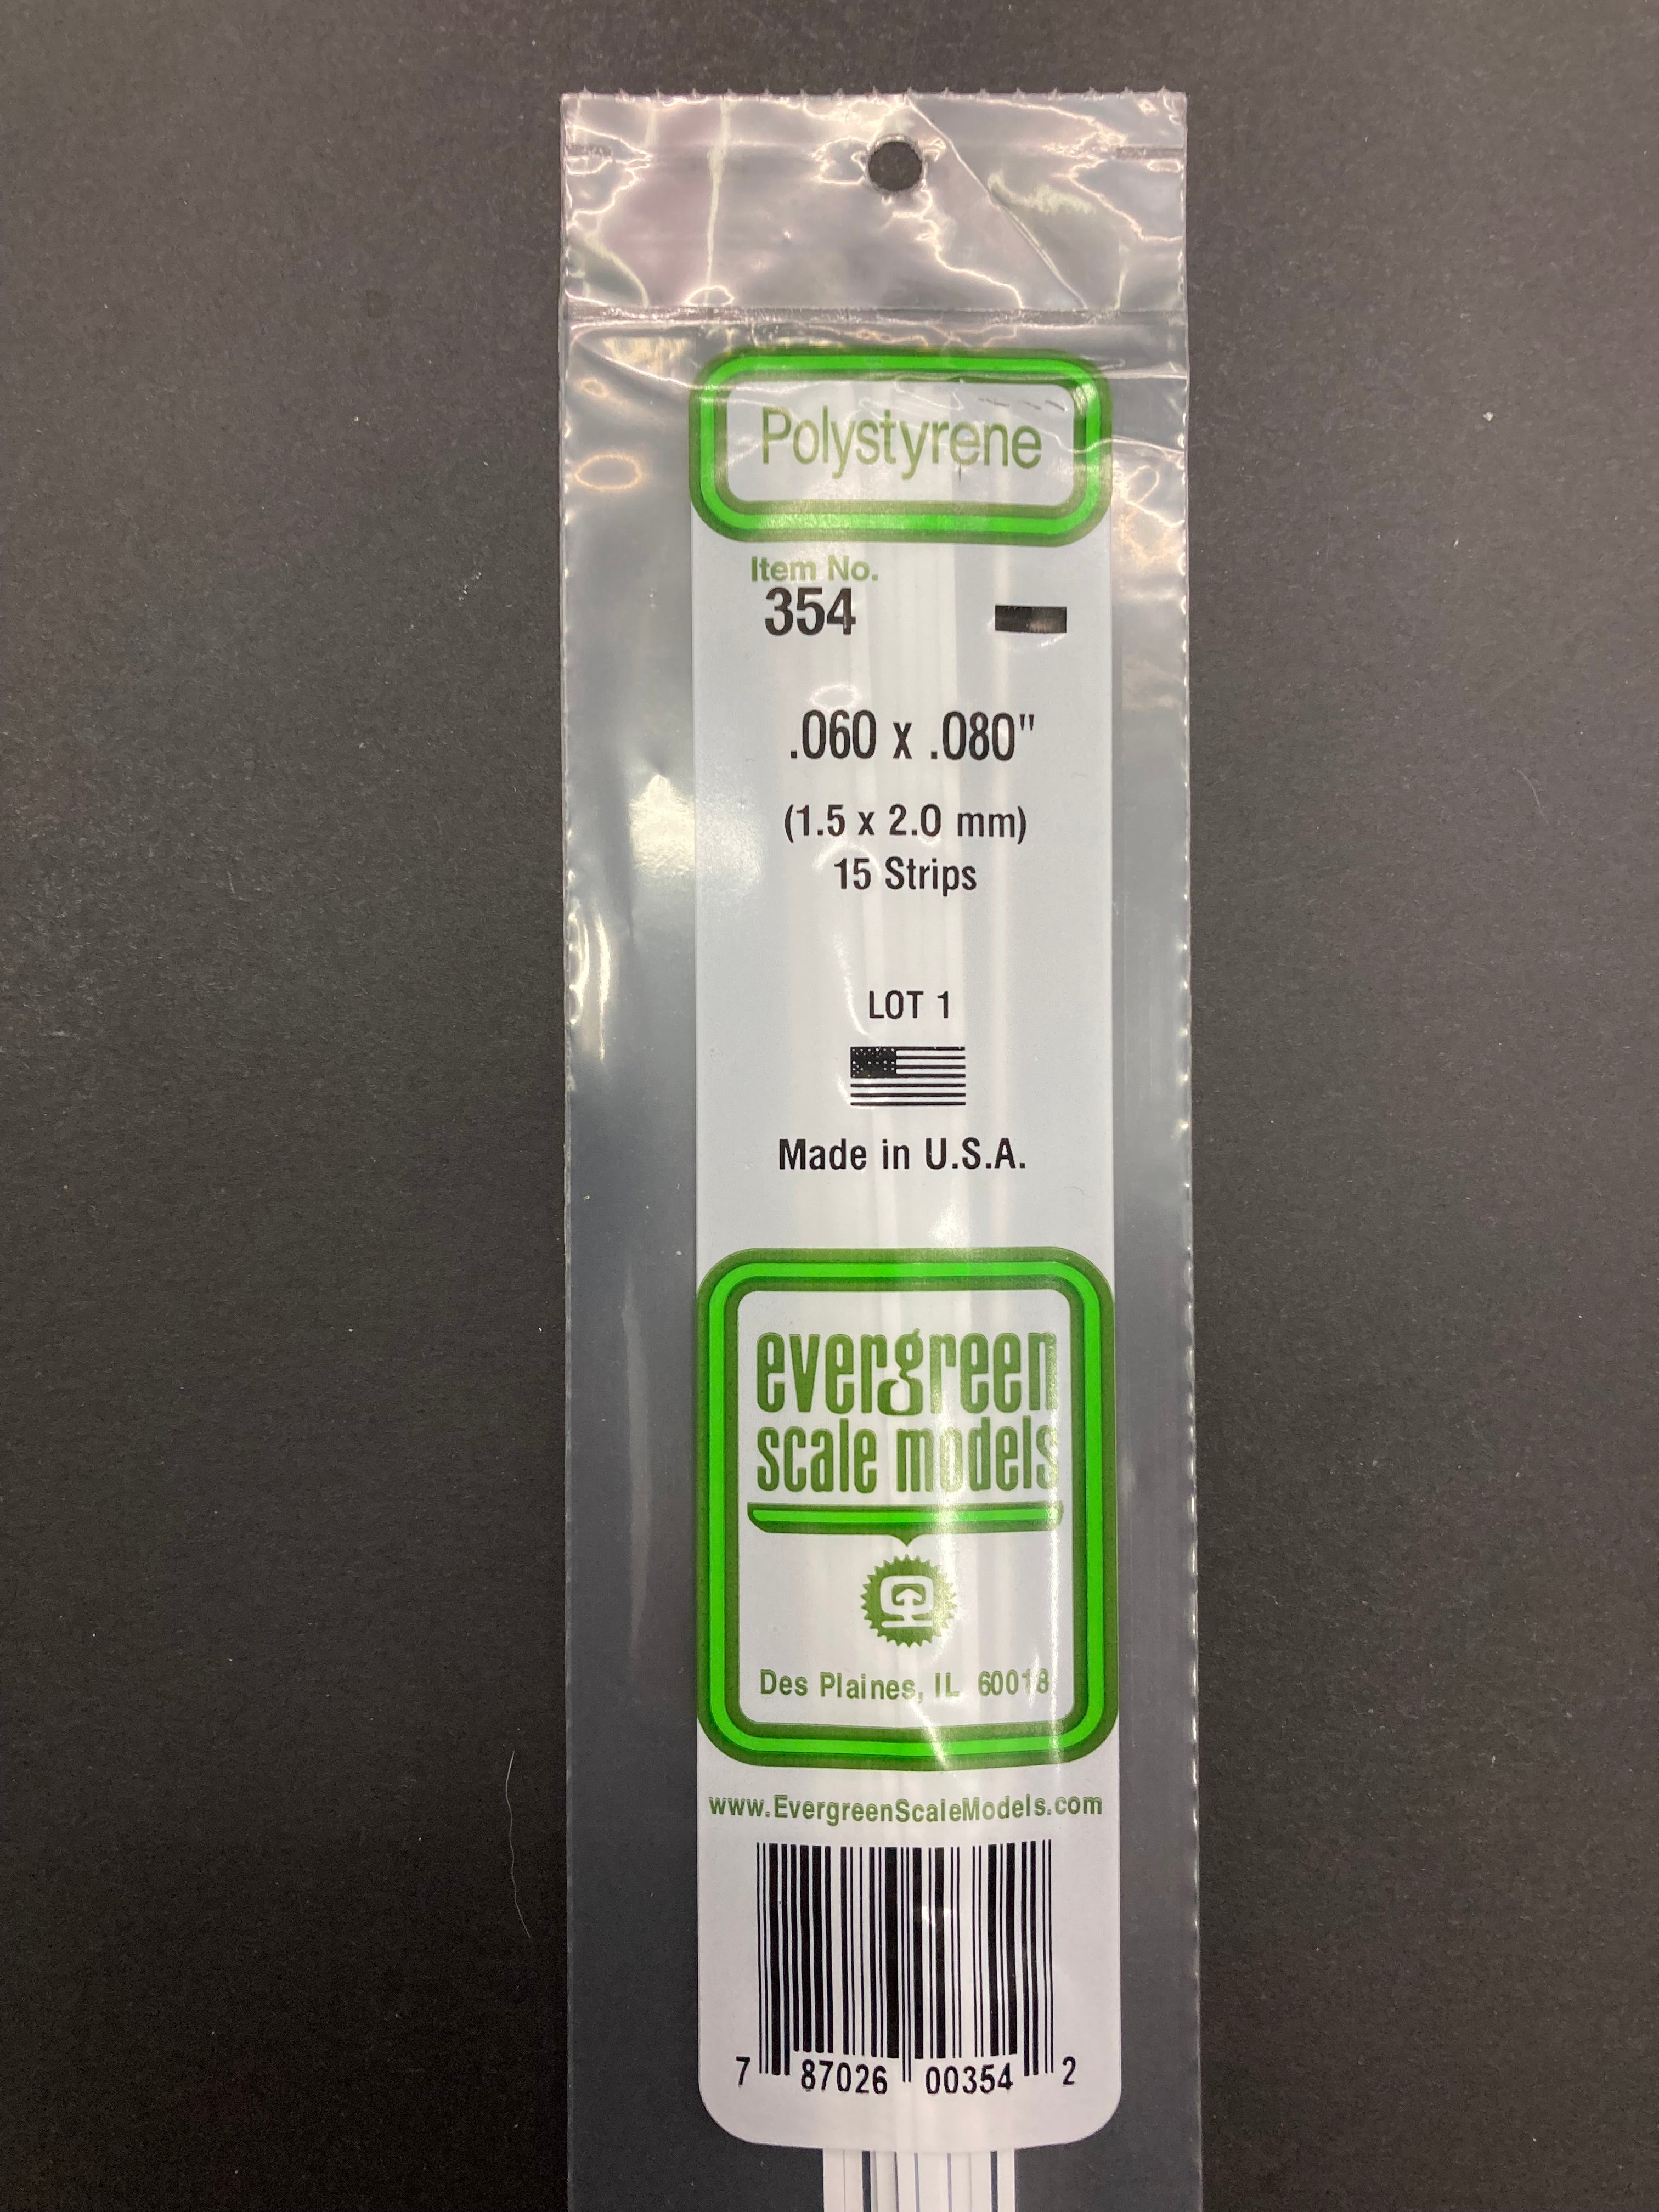 Polystyrene
Item No.
354
.060 x .080"
(1.5 x 2.0 mm)
15 Strips
LOT 1
Made in U.S.A.
evergreen
scale models
Des Plaines, IL 60018
www.EvergreenScaleModels.com
7 87026 00354 2